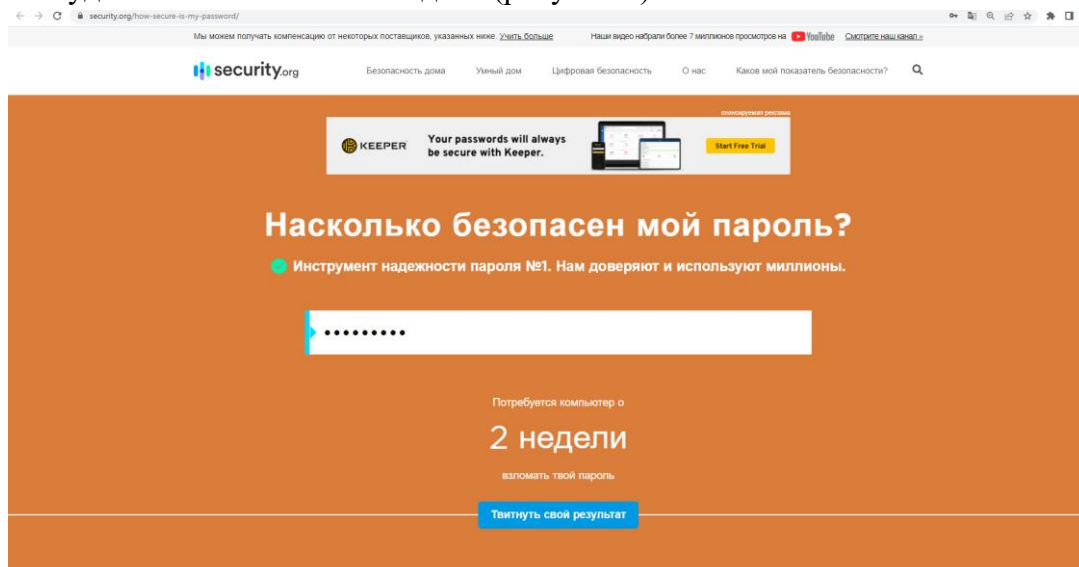 security.org/how-secure-is-my-password/
Мы можем получать компенсацию от некоторых поставщиков, указанных ниже. Учить больше Наши видео набрали более 7 миллионов просмотров на YouTube Смотрите наш канал »
security.org Безопасность дома Умный дом Цифровая безопасность О нас Каков мой показатель безопасности?
спонсируемая реклама
KEEPER Your passwords will always be secure with Keeper. Start Free Trial
Насколько безопасен мой пароль?
Инструмент надежности пароля №1. Нам доверяют и используют миллионы.
•••••••••
Потребуется компьютер о
2 недели
взломать твой пароль
Твитнуть свой результат